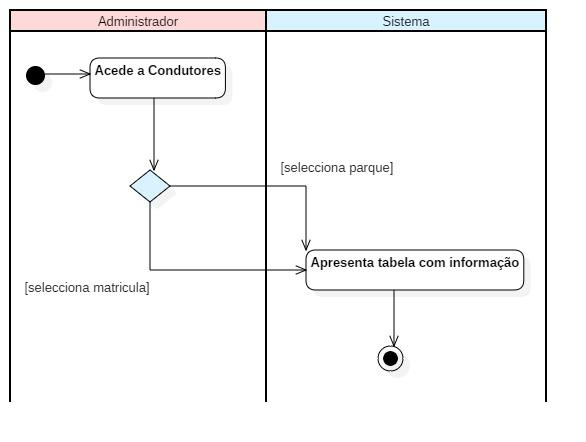 Administrador
Sistema
Acede a Condutores
[selecciona parque]
Apresenta tabela com informação
[selecciona matricula]